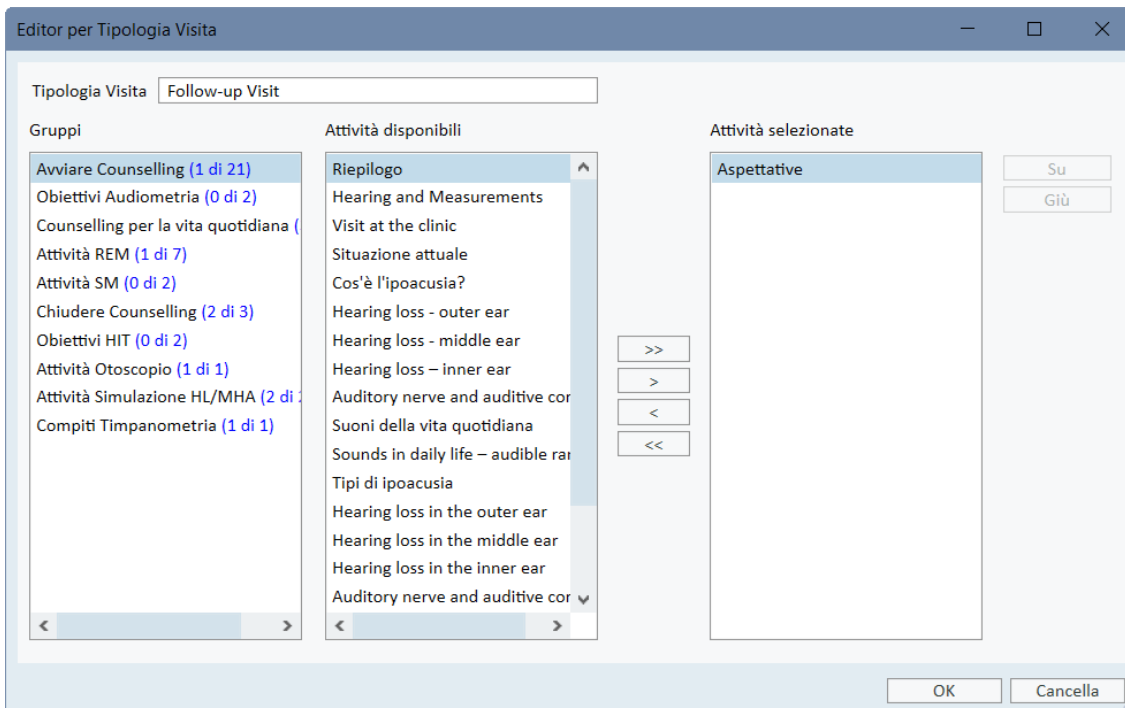 Editor per Tipologia Visita
Tipologia Visita Follow-up Visit
Gruppi
Avviare Counselling (1 di 21)
Obiettivi Audiometria (0 di 2)
Counselling per la vita quotidiana (
Attività REM (1 di 7)
Attività SM (0 di 2)
Chiudere Counselling (2 di 3)
Obiettivi HIT (0 di 2)
Attività Otoscopio (1 di 1)
Attività Simulazione HL/MHA (2 di
Compiti Timpanometria (1 di 1)
Attività disponibili
Riepilogo
Hearing and Measurements
Visit at the clinic
Situazione attuale
Cos'è l'ipoacusia?
Hearing loss - outer ear
Hearing loss - middle ear
Hearing loss – inner ear
Auditory nerve and auditive cor
Suoni della vita quotidiana
Sounds in daily life – audible ran
Tipi di ipoacusia
Hearing loss in the outer ear
Hearing loss in the middle ear
Hearing loss in the inner ear
Auditory nerve and auditive cor
>>
>
<
<<
Attività selezionate
Aspettative
Su
Giù
OK
Cancella